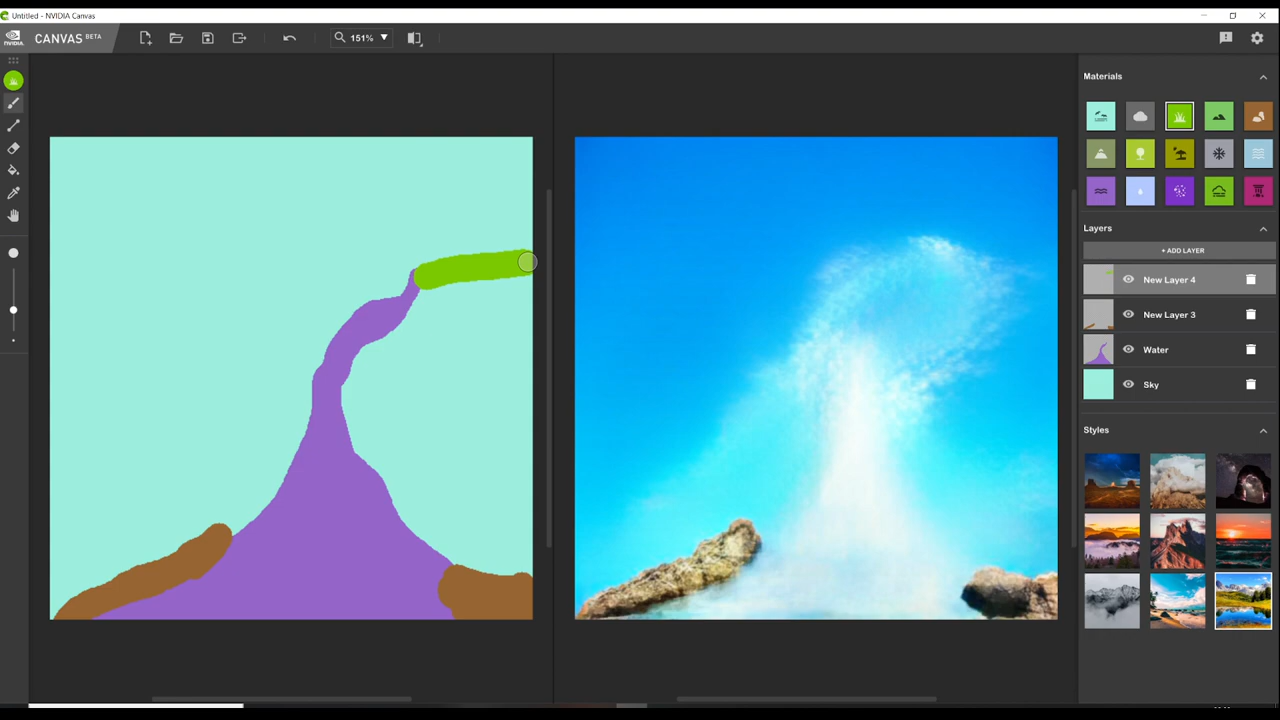 Untitled - NVIDIA Canvas
NVIDIA
CANVAS BETA
151%
Materials
Layers
+ ADD LAYER
New Layer 4
New Layer 3
Water
Sky
Styles